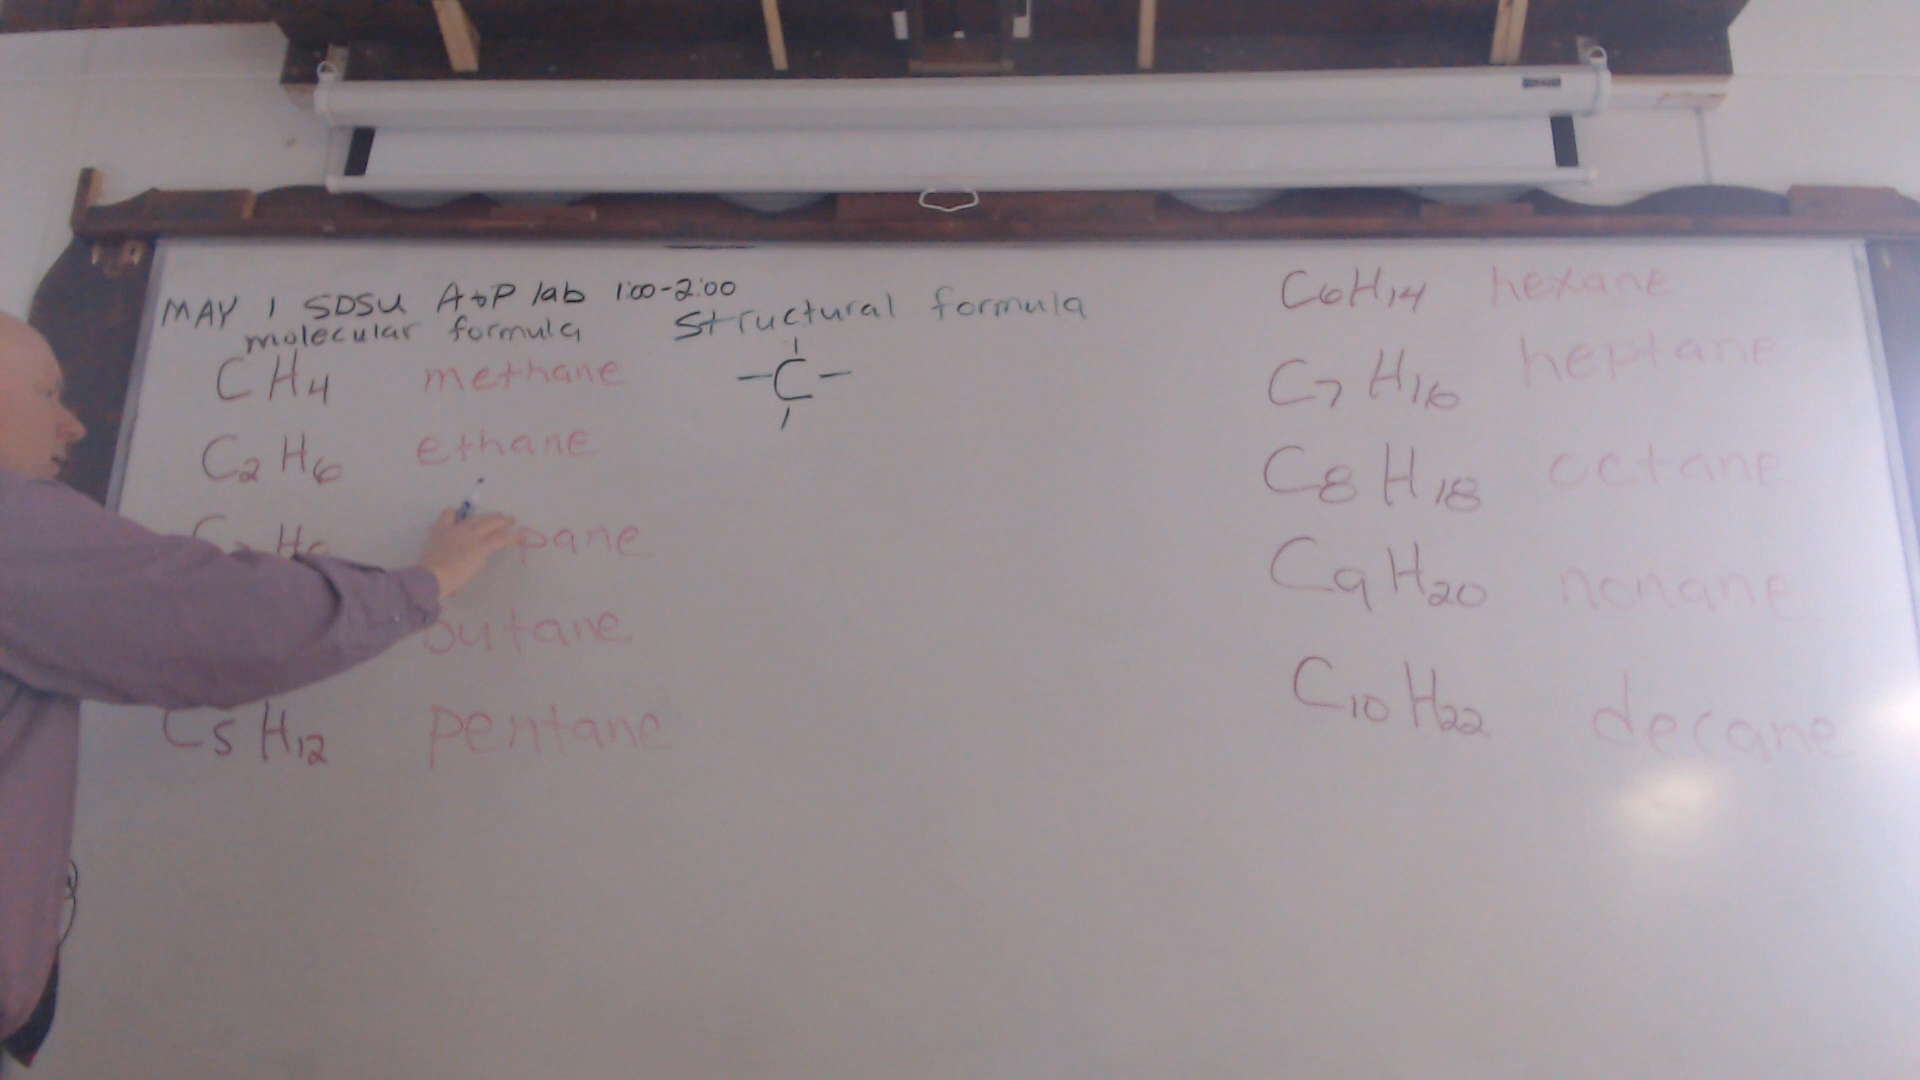 MAY 1 SDSU A+P lab 1:00-2:00
molecular formula Structural formula
CH4 methane
C
C2H6 ethane
pane
butane
C5H12 pentane
C6H14 hexane
C7H16 heptane
C8H18 octane
C9H20 nonane
C10H22 decane